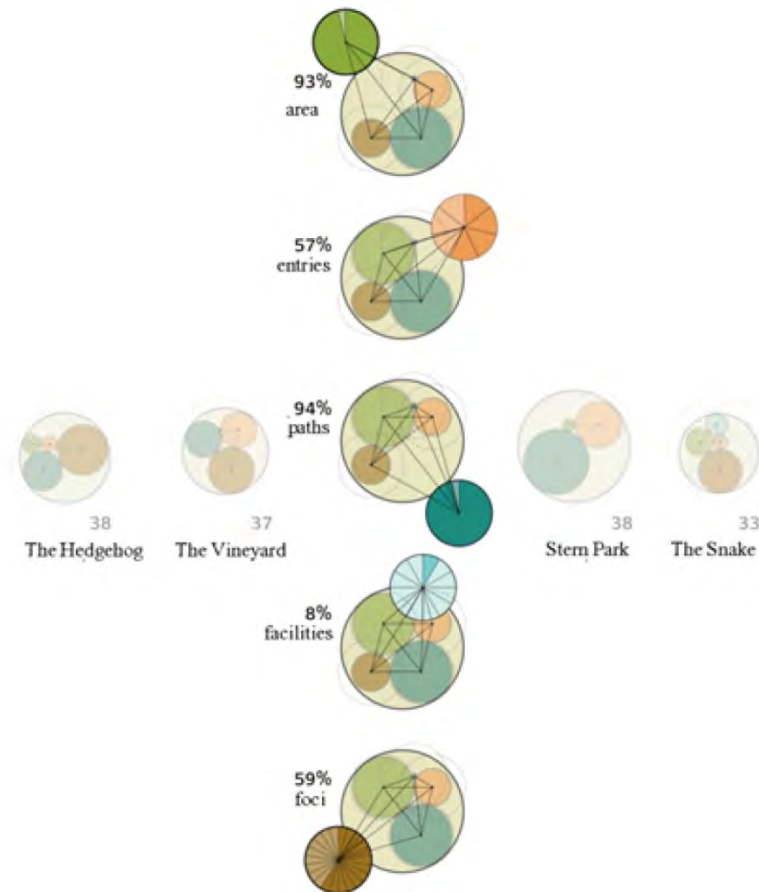 93%
area
57%
entries
94%
paths
38
The Hedgehog
37
The Vineyard
38
Stern Park
33
The Snake
8%
facilities
59%
foci